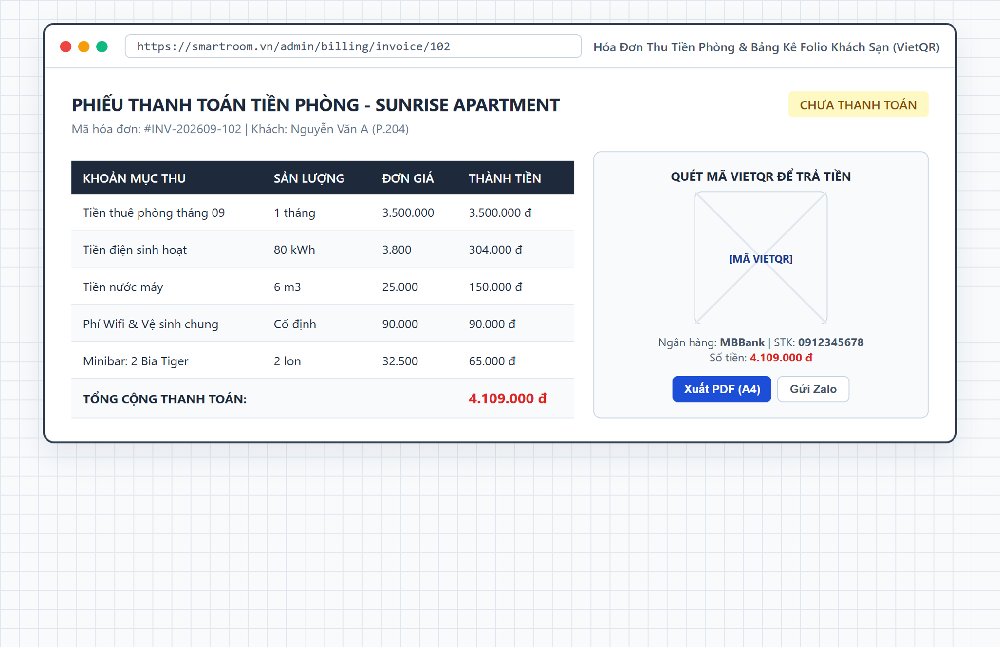 https://smartroom.vn/admin/billing/invoice/102
Hóa Đơn Thu Tiền Phòng & Bảng Kê Folio Khách Sạn (VietQR)
PHIẾU THANH TOÁN TIỀN PHÒNG - SUNRISE APARTMENT
CHƯA THANH TOÁN
Mã hóa đơn: #INV-202609-102 | Khách: Nguyễn Văn A (P.204)
KHOẢN MỤC THU SẢN LƯỢNG ĐƠN GIÁ THÀNH TIỀN
Tiền thuê phòng tháng 09 1 tháng 3.500.000 3.500.000 đ
Tiền điện sinh hoạt 80 kWh 3.800 304.000 đ
Tiền nước máy 6 m3 25.000 150.000 đ
Phí Wifi & Vệ sinh chung Cố định 90.000 90.000 đ
Minibar: 2 Bia Tiger 2 lon 32.500 65.000 đ
TỔNG CỘNG THANH TOÁN: 4.109.000 đ
QUÉT MÃ VIETQR ĐỂ TRẢ TIỀN
[MÃ VIETQR]
Ngân hàng: MBBank | STK: 0912345678
Số tiền: 4.109.000 đ
Xuất PDF (A4) Gửi Zalo